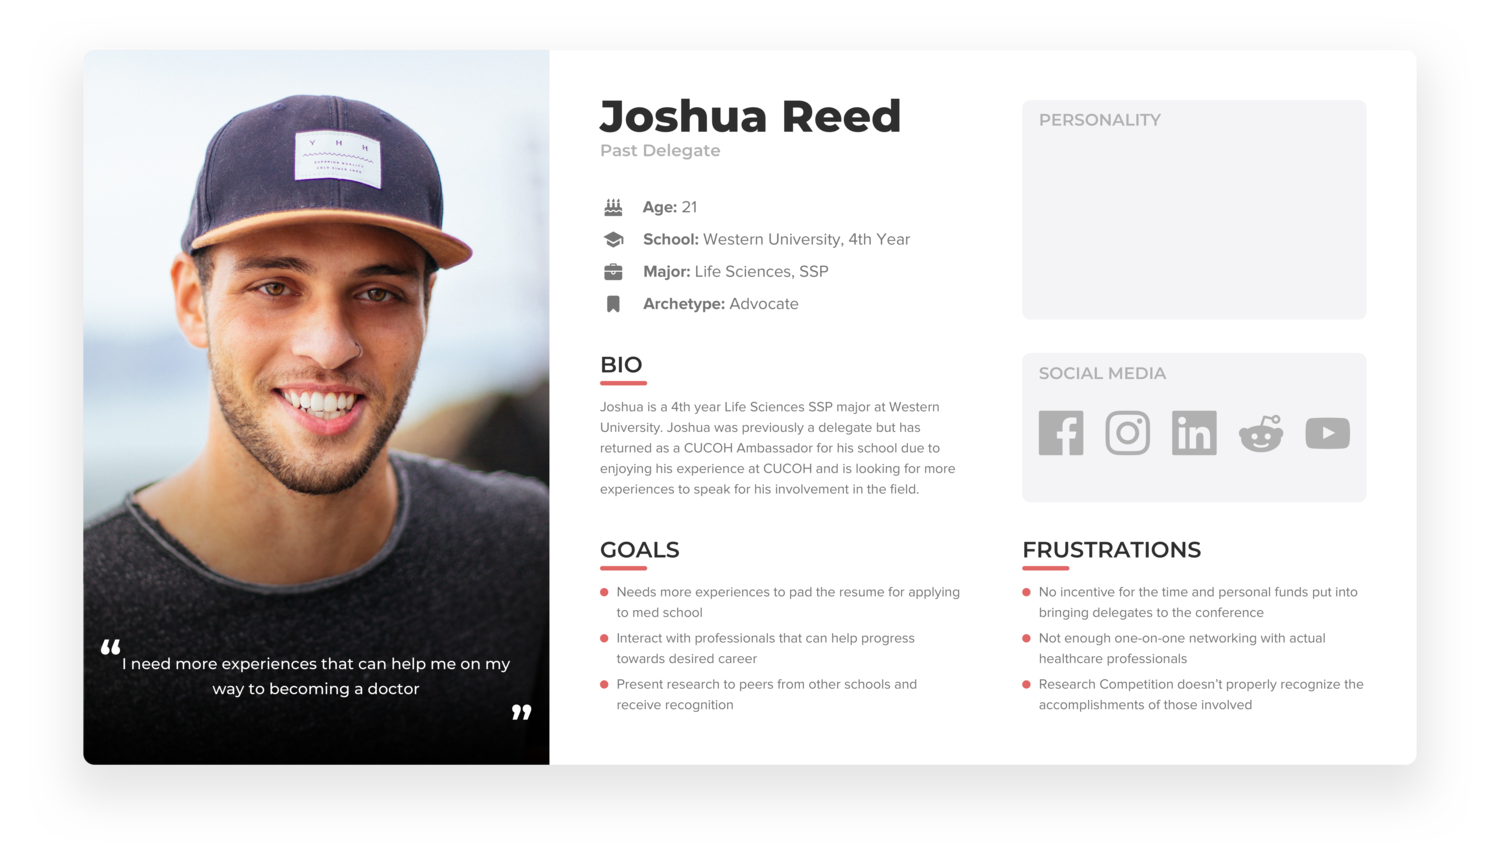 Y H H
SUPERIOR QUALITY
Joshua Reed
Past Delegate
Age: 21
School: Western University, 4th Year
Major: Life Sciences, SSP
Archetype: Advocate
BIO
Joshua is a 4th year Life Sciences SSP major at Western
University. Joshua was previously a delegate but has
returned as a CUCOH Ambassador for his school due to
enjoying his experience at CUCOH and is looking for more
experiences to speak for his involvement in the field.
GOALS
Needs more experiences to pad the resume for applying
to med school
Interact with professionals that can help progress
towards desired career
Present research to peers from other schools and
receive recognition
PERSONALITY
SOCIAL MEDIA
FRUSTRATIONS
No incentive for the time and personal funds put into
bringing delegates to the conference
Not enough one-on-one networking with actual
healthcare professionals
Research Competition doesn't properly recognize the
accomplishments of those involved
“ I need more experiences that can help me on my
way to becoming a doctor ”